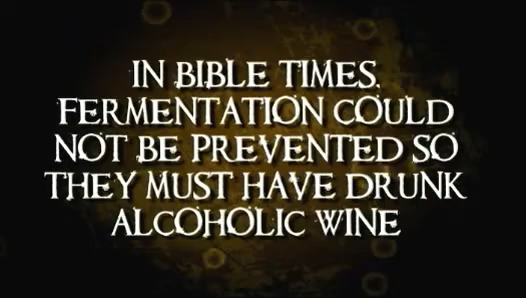 IN BIBLE TIMES,
FERMENTATION COULD
NOT BE PREVENTED SO
THEY MUST HAVE DRUNK
ALCOHOLIC WINE